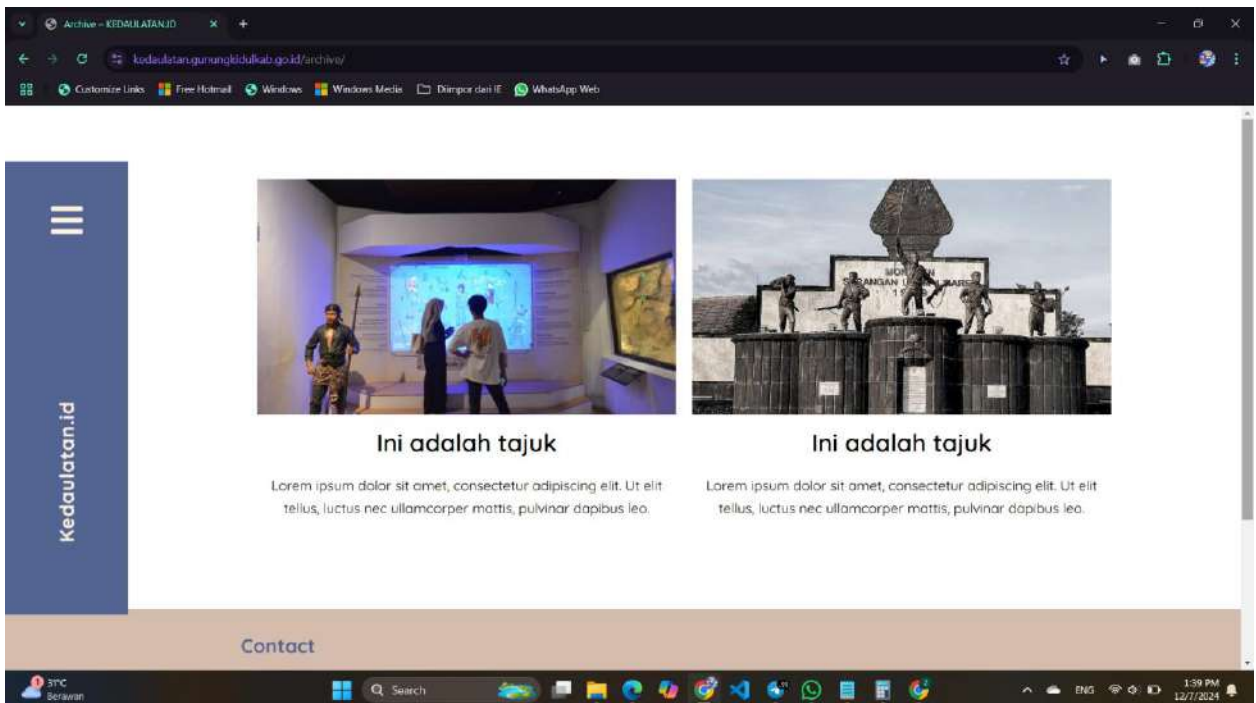 Archive – KEDAULATAN.ID
kedaulatan.gunungkidulkab.go.id/archive/
Customize Links
Free Hotmail
Windows
Windows Media
Diimpor dari IE
WhatsApp Web
Kedaulatan.id
1949
Ini adalah tajuk
Lorem ipsum dolor sit amet, consectetur adipiscing elit. Ut elit
tellus, luctus nec ullamcorper mattis, pulvinar dapibus leo.
Ini adalah tajuk
Lorem ipsum dolor sit amet, consectetur adipiscing elit. Ut elit
tellus, luctus nec ullamcorper mattis, pulvinar dapibus leo.
Contact
1
31°C
Berawan
Search
ENG
1:39 PM
12/7/2024